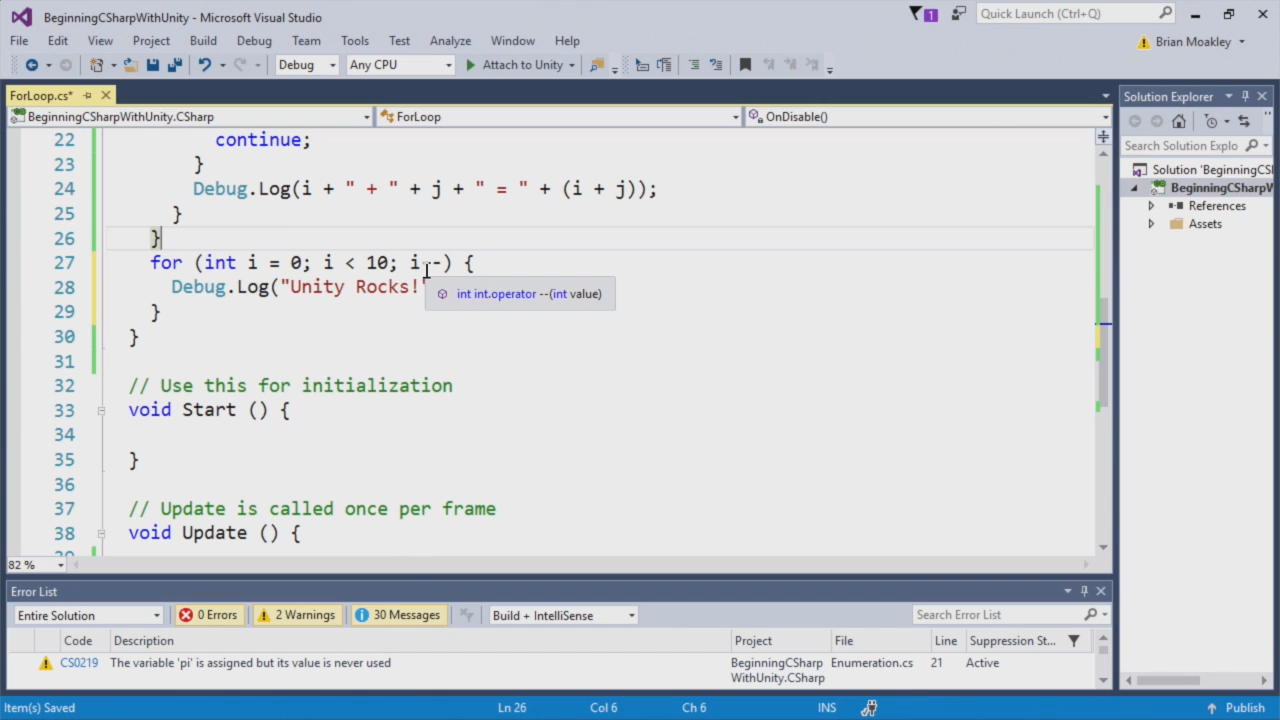 BeginningCSharpWithUnity - Microsoft Visual Studio
1
Quick Launch (Ctrl+Q)
File Edit View Project Build Debug Team Tools Test Analyze Window Help
Brian Moakley
Debug Any CPU Attach to Unity
ForLoop.cs*
Solution Explorer
BeginningCSharpWithUnity.CSharp ForLoop OnDisable()
Search Solution Explo
Solution 'BeginningCS
BeginningCSharpW
References
Assets
22 continue;
23 }
24 Debug.Log(i + " + " + j + " = " + (i + j));
25 }
26 }
27 for (int i = 0; i < 10; i--) {
28 Debug.Log("Unity Rocks!"
int int.operator --(int value)
29 }
30 }
31
32 // Use this for initialization
33 void Start () {
34
35 }
36
37 // Update is called once per frame
38 void Update () {
39
82 %
Error List
Entire Solution 0 Errors 2 Warnings 30 Messages Build + IntelliSense Search Error List
Code Description Project File Line Suppression St...
CS0219 The variable 'pi' is assigned but its value is never used BeginningCSharp Enumeration.cs 21 Active
WithUnity.CSharp
Item(s) Saved Ln 26 Col 6 Ch 6 INS Publish